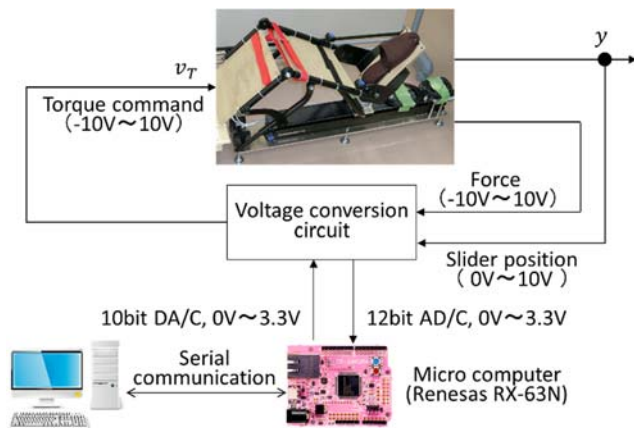 y
v_T
Torque command
(-10V～10V)
Force
(-10V～10V)
Voltage conversion
circuit
Slider position
( 0V～10V )
10bit DA/C, 0V～3.3V
12bit AD/C, 0V～3.3V
Serial
communication
Micro computer
(Renesas RX-63N)